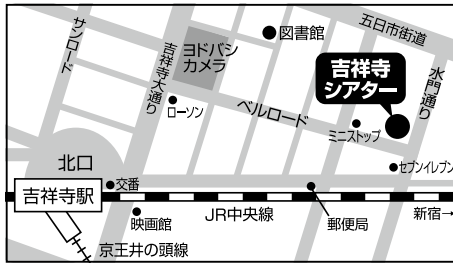 サンロード
吉祥寺大通り
ヨドバシ
カメラ
図書館
五日市街道
水門通り
吉祥寺
シアター
ローソン
ベルロード
ミニストップ
セブンイレブン
北口
交番
吉祥寺駅
映画館
JR中央線
郵便局
新宿→
京王井の頭線